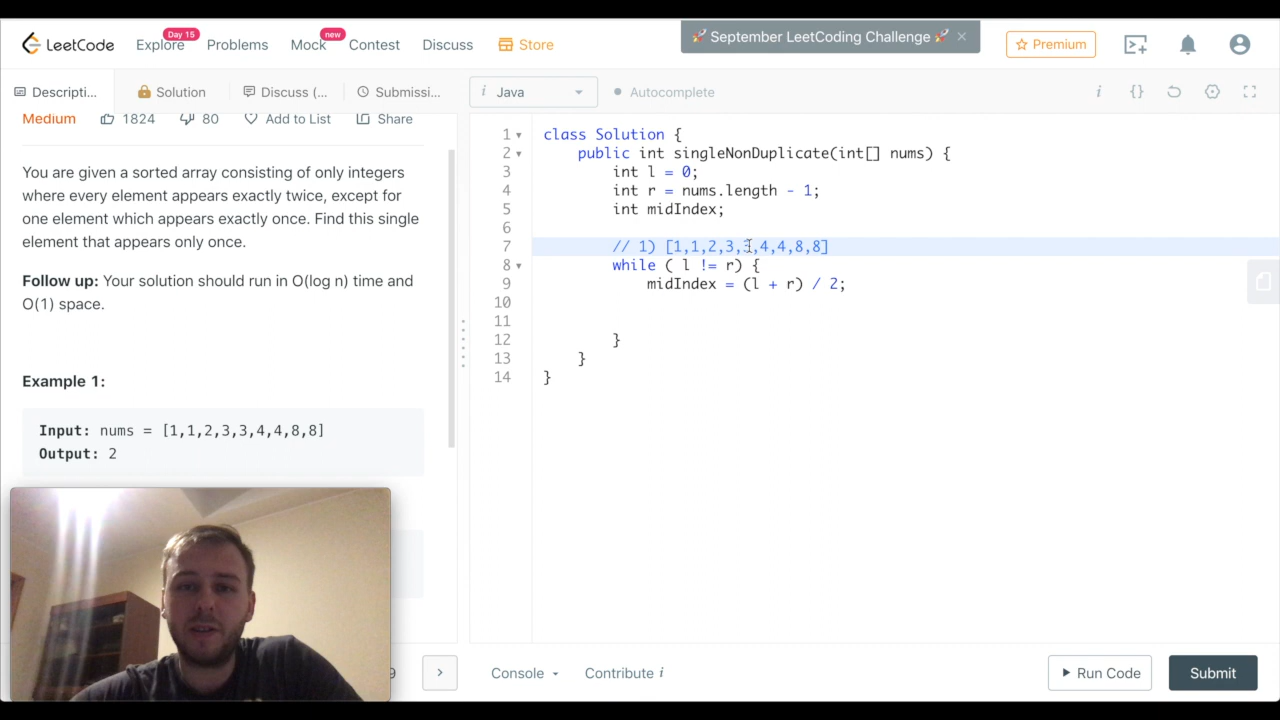 LeetCode
Explore
Day 15
Problems
Mock
new
Contest
Discuss
Store
🚀 September LeetCoding Challenge 🚀 ×
Premium
Descripti...
Solution
Discuss (...
Submissi...
i Java
Autocomplete
i {}
Medium 1824 80 Add to List Share
You are given a sorted array consisting of only integers
where every element appears exactly twice, except for
one element which appears exactly once. Find this single
element that appears only once.
Follow up: Your solution should run in O(log n) time and
O(1) space.
Example 1:
Input: nums = [1,1,2,3,3,4,4,8,8]
Output: 2
1 class Solution {
2 public int singleNonDuplicate(int[] nums) {
3 int l = 0;
4 int r = nums.length - 1;
5 int midIndex;
6
7 // 1) [1,1,2,3,3,4,4,8,8]
8 while ( l != r) {
9 midIndex = (l + r) / 2;
10
11
12 }
13 }
14 }
9 >
Console
Contribute i
Run Code
Submit